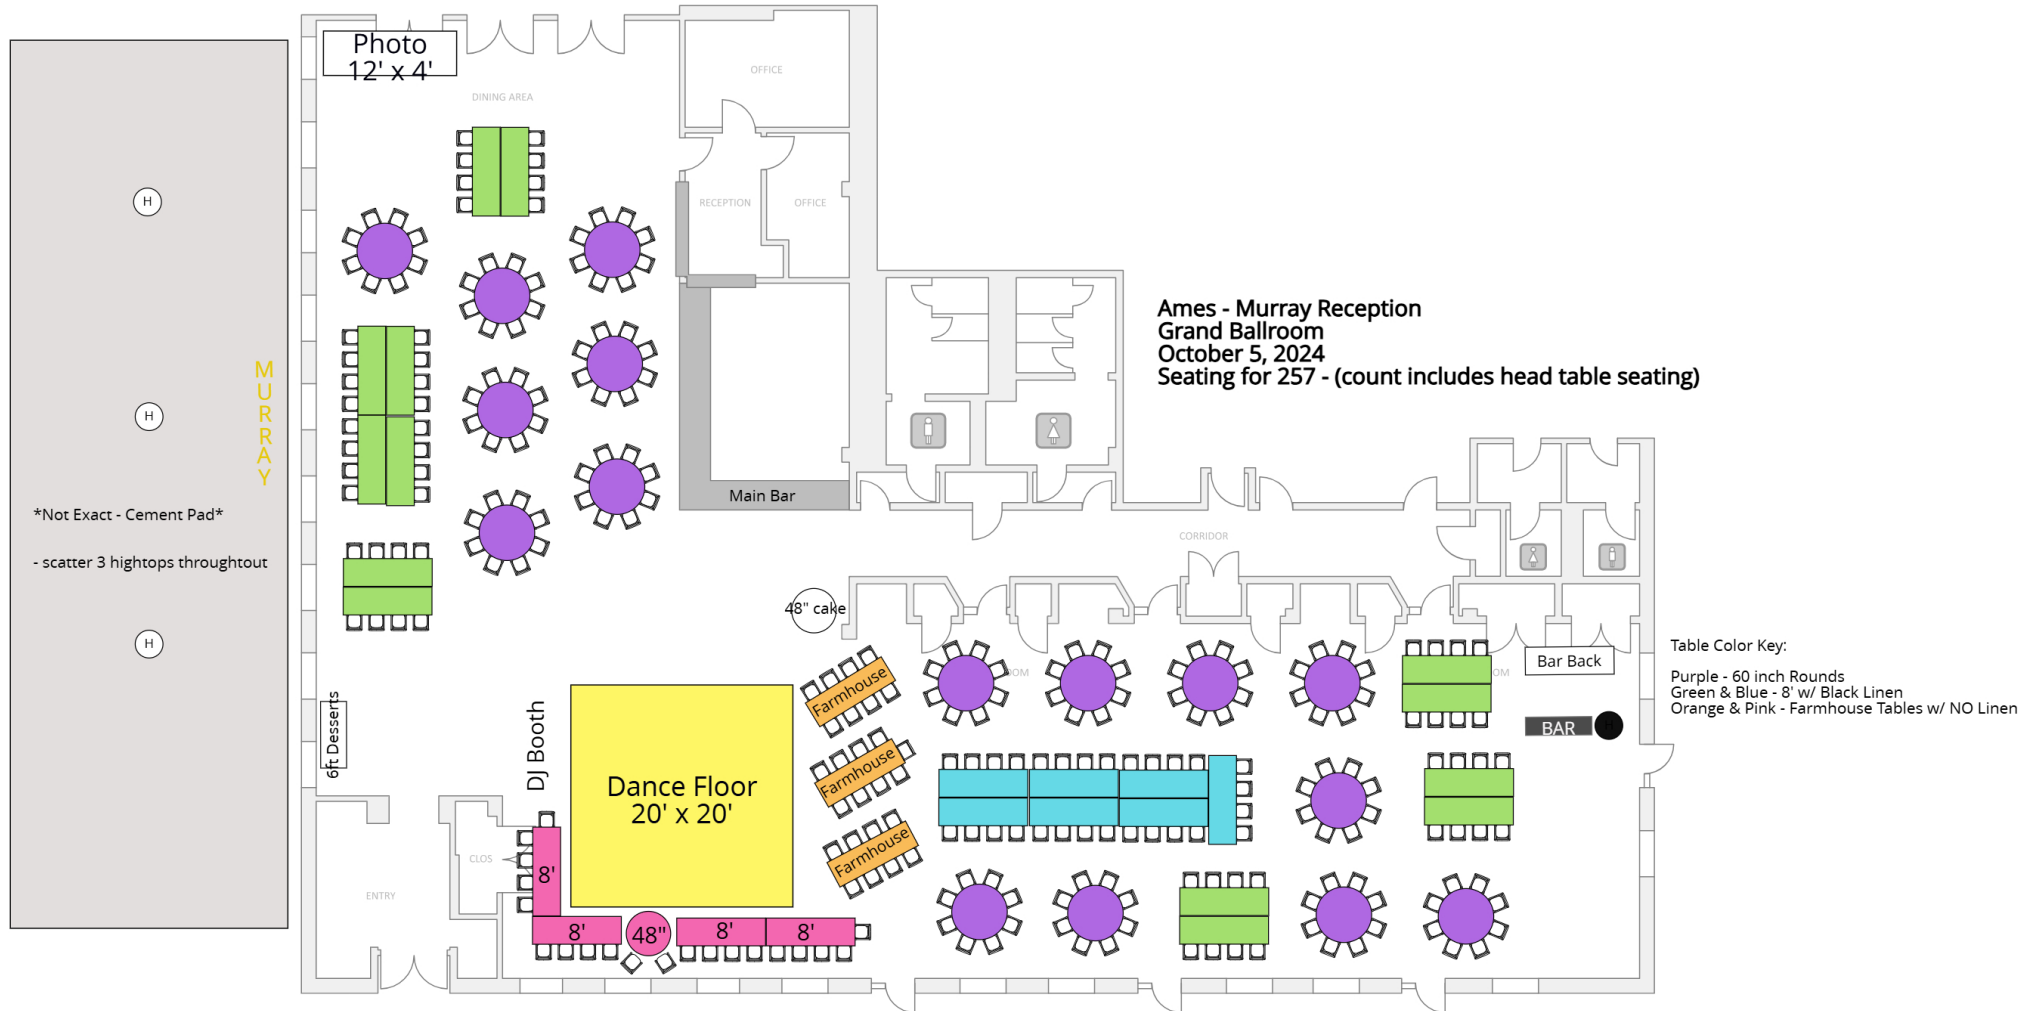 Photo
12' x 4'
DINING AREA
OFFICE
RECEPTION
OFFICE
H
H
H
MURRAY
*Not Exact - Cement Pad*
- scatter 3 hightops throughtout
Ames - Murray Reception
Grand Ballroom
October 5, 2024
Seating for 257 - (count includes head table seating)
Main Bar
CORRIDOR
48" cake
6ft Desserts
DJ Booth
Dance Floor
20' x 20'
Farmhouse
Farmhouse
Farmhouse
OOM
OM
Bar Back
BAR
Table Color Key:
Purple - 60 inch Rounds
Green & Blue - 8' w/ Black Linen
Orange & Pink - Farmhouse Tables w/ NO Linen
CLOS
ENTRY
8'
8'
48"
8'
8'